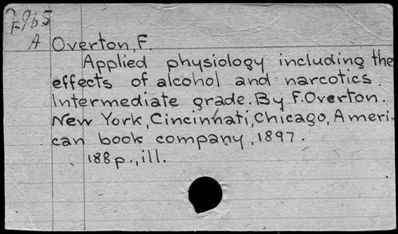 A Overton, F.
Applied physiology including the
effects of alcohol and narcotics.
Intermediate grade. By F. Overton.
New York, Cincinnati, Chicago, Ameri-
can book company, 1897.
188 p., ill.